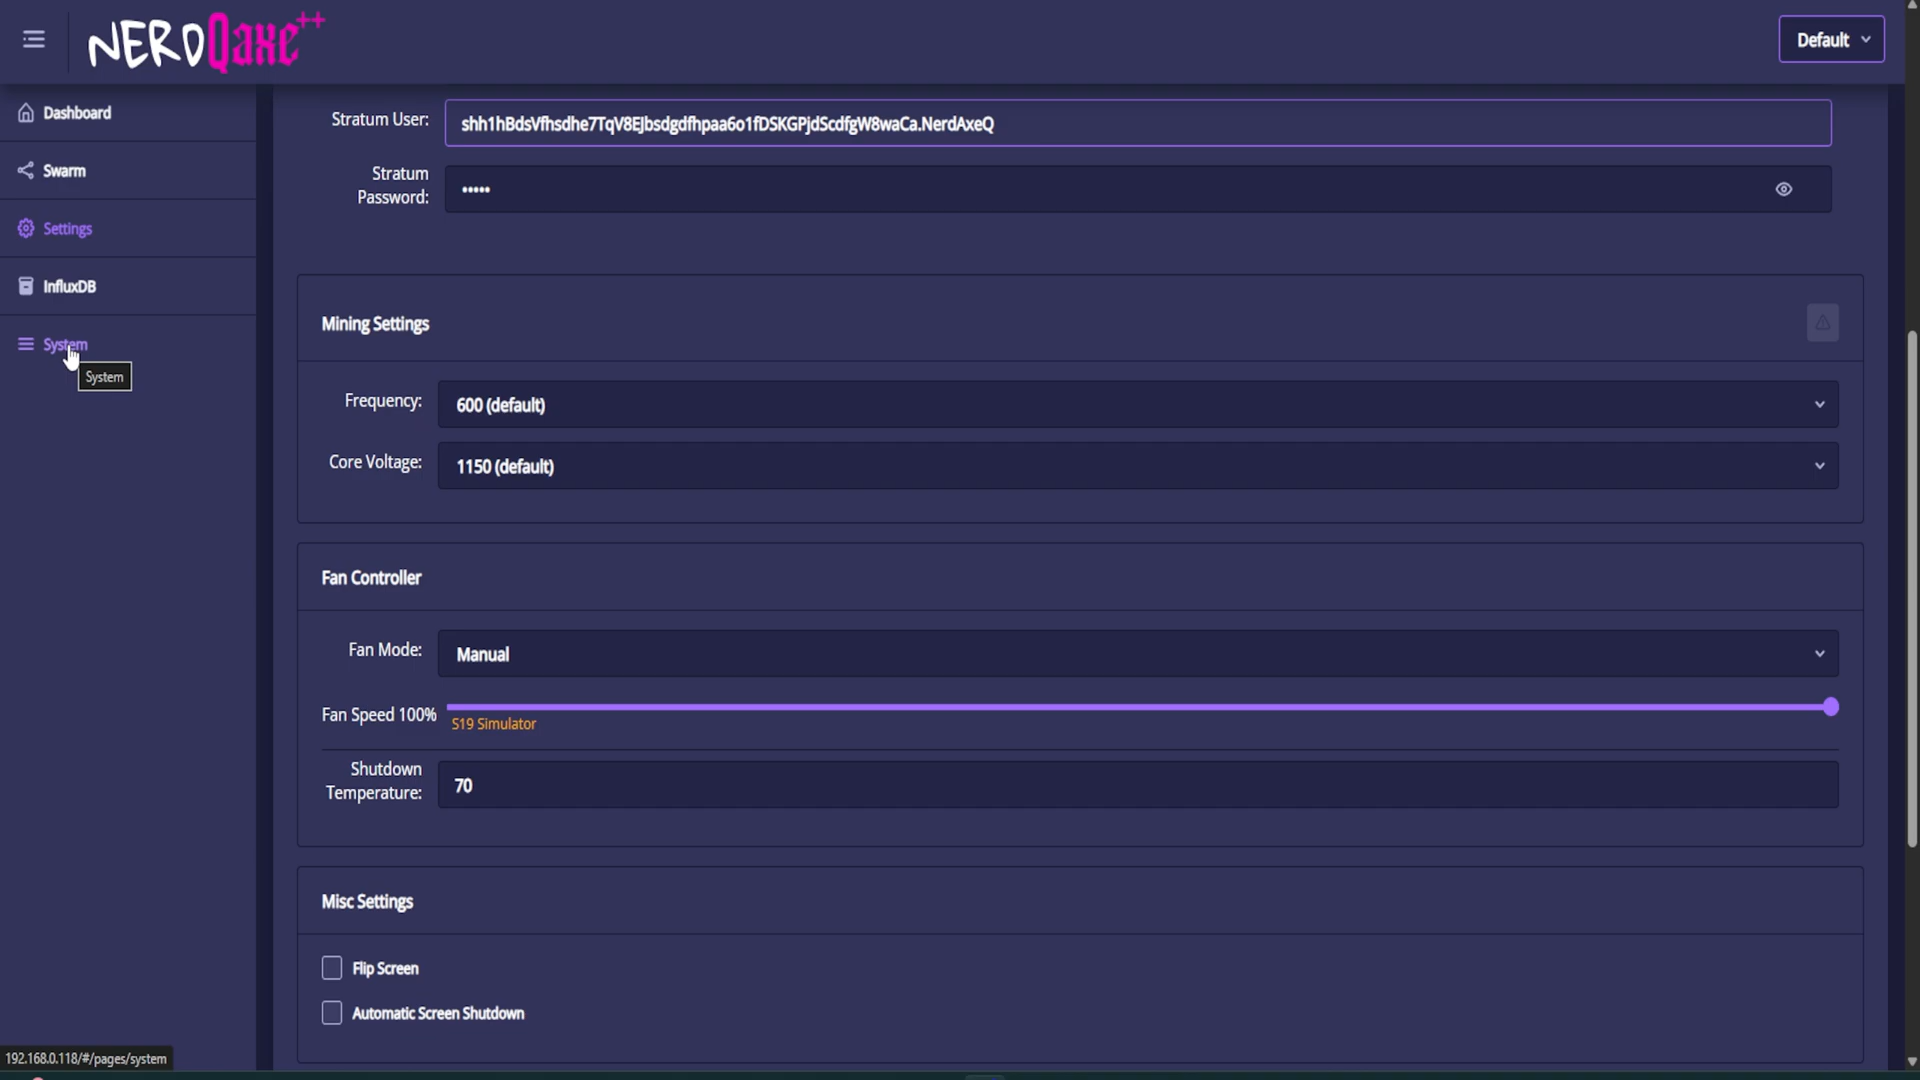 NERDQaxe++
Default
Dashboard
Swarm
Settings
InfluxDB
System
System
Stratum User:
shh1hBdsVfhsdhe7TqV8EJbsdgdfhpaa6o1fDSKGPjdScdfgW8waCa.NerdAxeQ
Stratum
Password:
•••••
Mining Settings
Frequency:
600 (default)
Core Voltage:
1150 (default)
Fan Controller
Fan Mode:
Manual
Fan Speed 100%
S19 Simulator
Shutdown
Temperature:
70
Misc Settings
Flip Screen
Automatic Screen Shutdown
192.168.0.118/#/pages/system